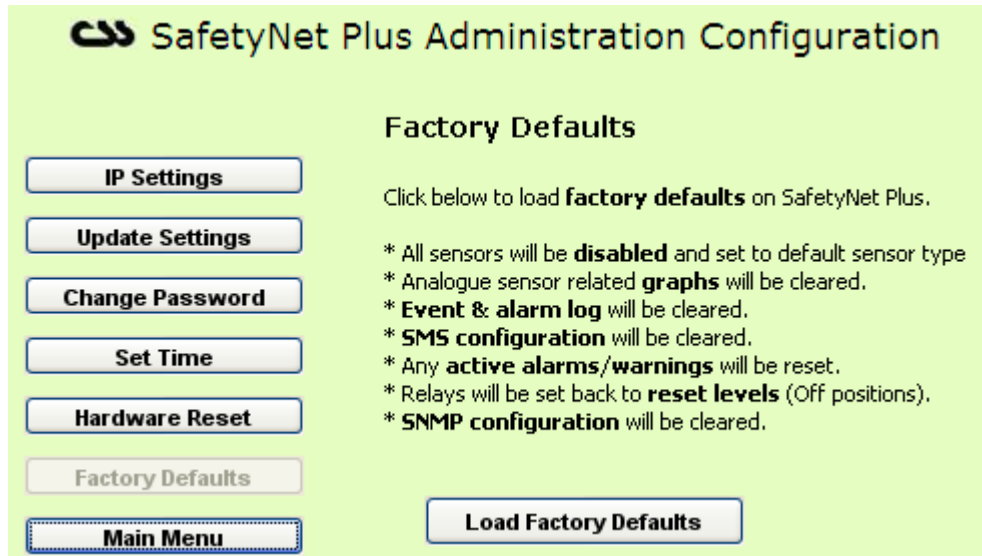 CSS SafetyNet Plus Administration Configuration
Factory Defaults
IP Settings
Update Settings
Change Password
Set Time
Hardware Reset
Factory Defaults
Main Menu
Click below to load factory defaults on SafetyNet Plus.
* All sensors will be disabled and set to default sensor type
* Analogue sensor related graphs will be cleared.
* Event & alarm log will be cleared.
* SMS configuration will be cleared.
* Any active alarms/warnings will be reset.
* Relays will be set back to reset levels (Off positions).
* SNMP configuration will be cleared.
Load Factory Defaults